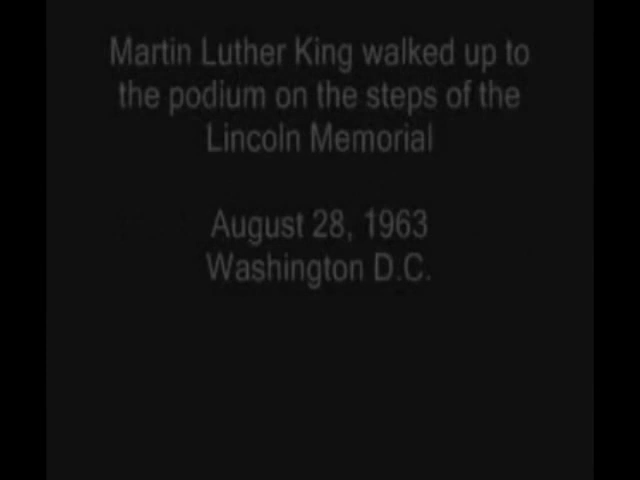 Martin Luther King walked up to
the podium on the steps of the
Lincoln Memorial
August 28, 1963
Washington D.C.